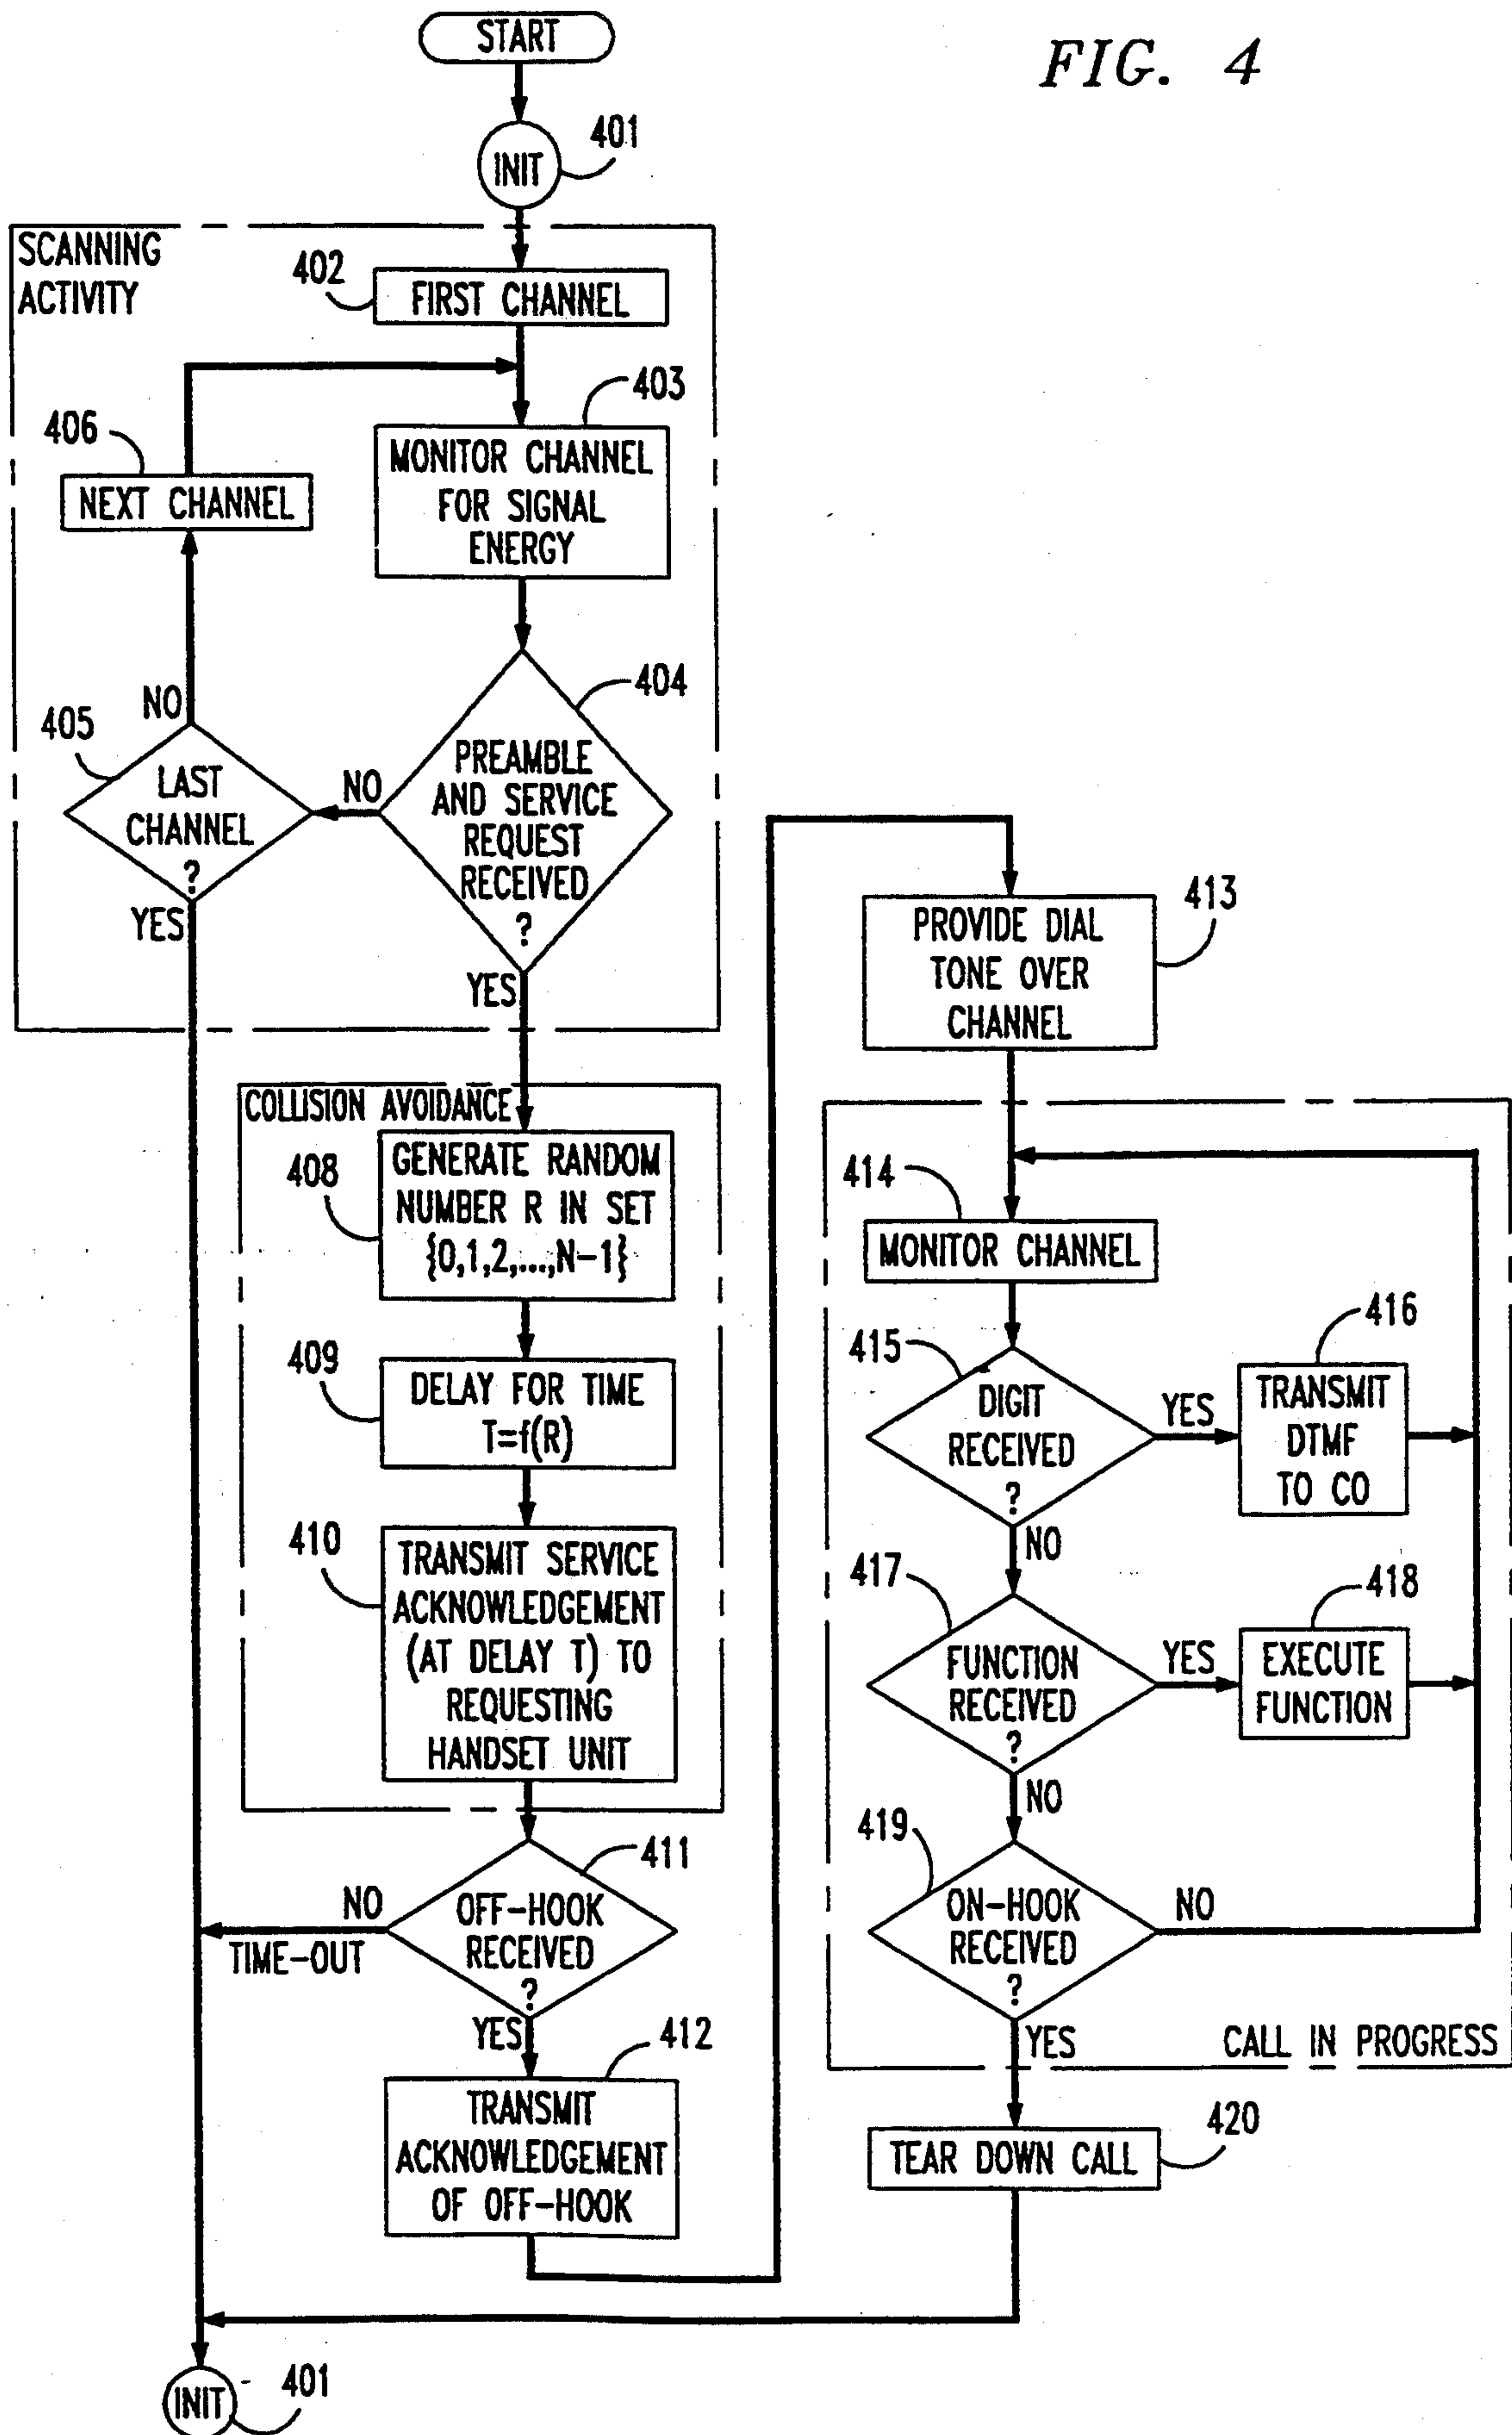 FIG. 4
START
401
INIT
SCANNING
ACTIVITY
402
FIRST CHANNEL
403
406
MONITOR CHANNEL
FOR SIGNAL
ENERGY
NEXT CHANNEL
404
NO
405
PREAMBLE
AND SERVICE
REQUEST
RECEIVED
?
NO
LAST
CHANNEL
?
YES
YES
COLLISION AVOIDANCE
408
GENERATE RANDOM
NUMBER R IN SET
{0,1,2,...,N-1}
409
DELAY FOR TIME
T=f(R)
410
TRANSMIT SERVICE
ACKNOWLEDGEMENT
(AT DELAY T) TO
REQUESTING
HANDSET UNIT
411
NO
TIME-OUT
OFF-HOOK
RECEIVED
?
YES
412
TRANSMIT
ACKNOWLEDGEMENT
OF OFF-HOOK
413
PROVIDE DIAL
TONE OVER
CHANNEL
414
MONITOR CHANNEL
415
DIGIT
RECEIVED
?
YES
416
TRANSMIT
DTMF
TO CO
NO
417
FUNCTION
RECEIVED
?
YES
418
EXECUTE
FUNCTION
NO
419
ON-HOOK
RECEIVED
?
NO
YES
CALL IN PROGRESS
420
TEAR DOWN CALL
INIT
401